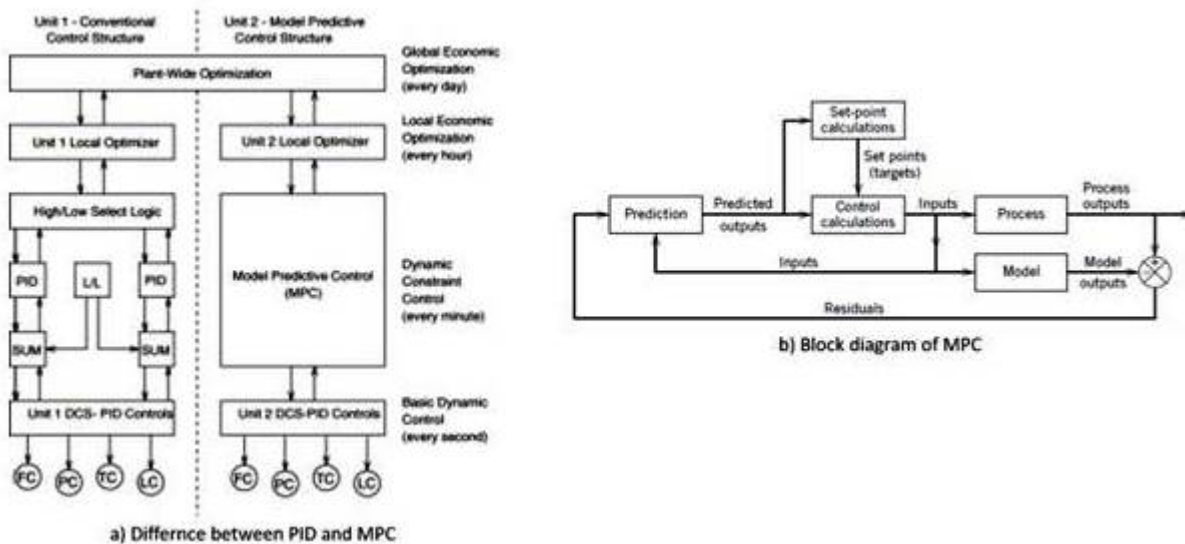 Unit 1 - Conventional
Control Structure
Unit 2 - Model Predictive
Control Structure
Plant-Wide Optimization
Global Economic
Optimization
(every day)
Unit 1 Local Optimizer
Unit 2 Local Optimizer
Local Economic
Optimization
(every hour)
High/Low Select Logic
PID
L/L
PID
SUM
SUM
Model Predictive Control
(MPC)
Dynamic
Constraint
Control
(every minute)
Unit 1 DCS- PID Controls
Unit 2 DCS-PID Controls
Basic Dynamic
Control
(every second)
FC
PC
TC
LC
FC
PC
TC
LC
a) Differnce between PID and MPC
Set-point
calculations
Set points
(targets)
Prediction
Predicted
outputs
Control
calculations
Inputs
Process
Process
outputs
Inputs
Model
Model
outputs
+
-
Residuals
b) Block diagram of MPC